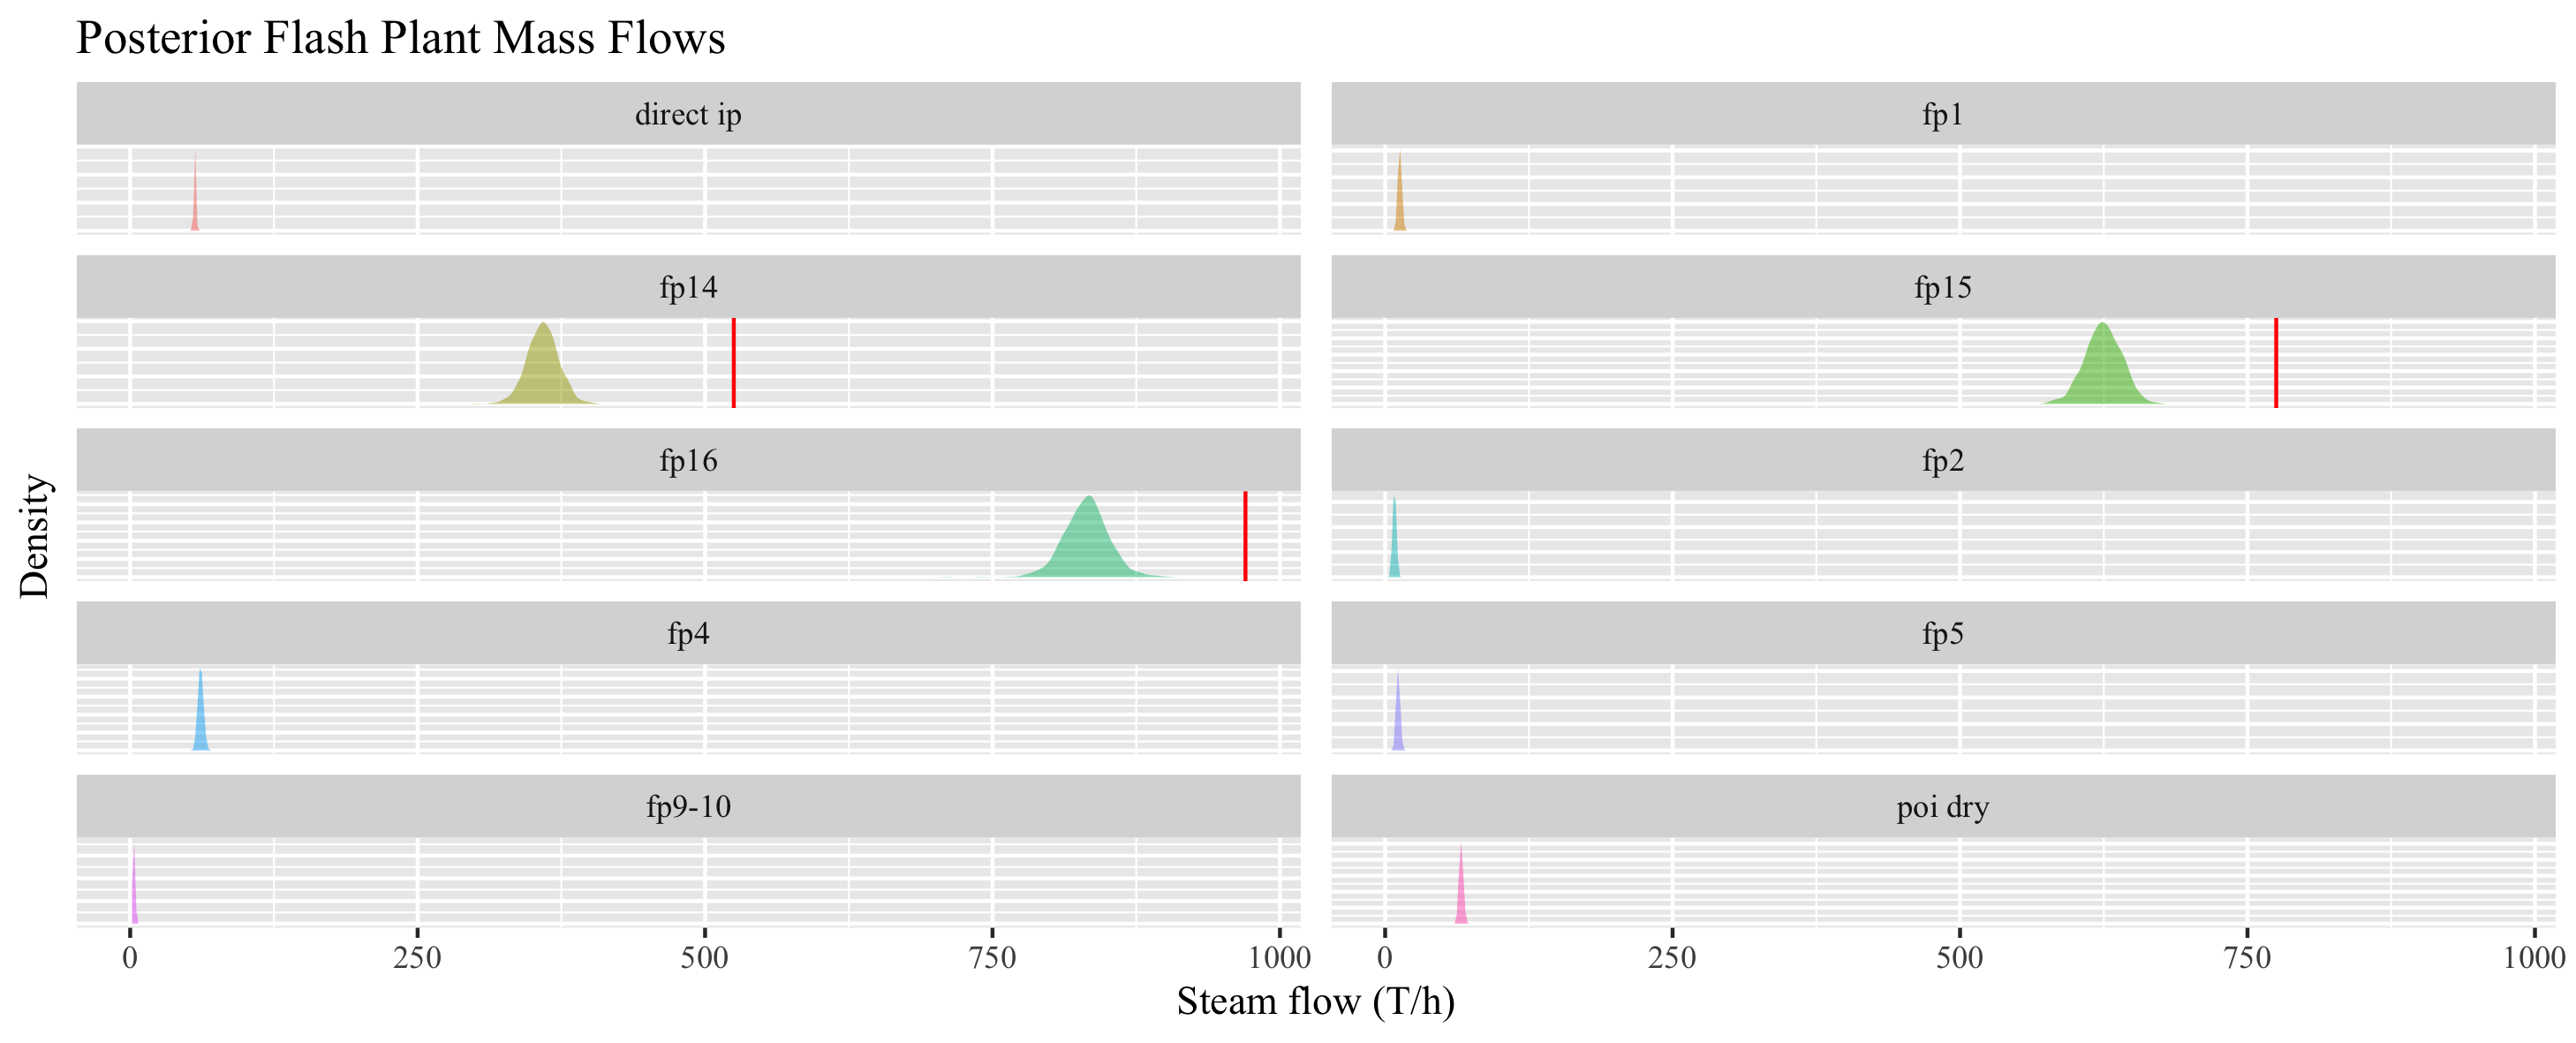 Posterior Flash Plant Mass Flows
direct ip
fp1
fp14
fp15
fp16
fp2
fp4
fp5
fp9-10
poi dry
Density
0 250 500 750 1000
0 250 500 750 1000
Steam flow (T/h)